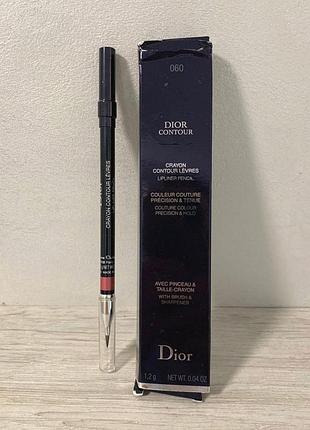 CRAYON CONTOUR LÈVRES
060
DIOR
CONTOUR
CRAYON
CONTOUR LÈVRES
LIPLINER PENCIL
COULEUR COUTURE
PRÉCISION & TENUE
COUTURE COLOUR
PRECISION & HOLD
AVEC PINCEAU &
TAILLE-CRAYON
WITH BRUSH &
SHARPENER
Dior
1,2 g NET WT. 0.04 OZ